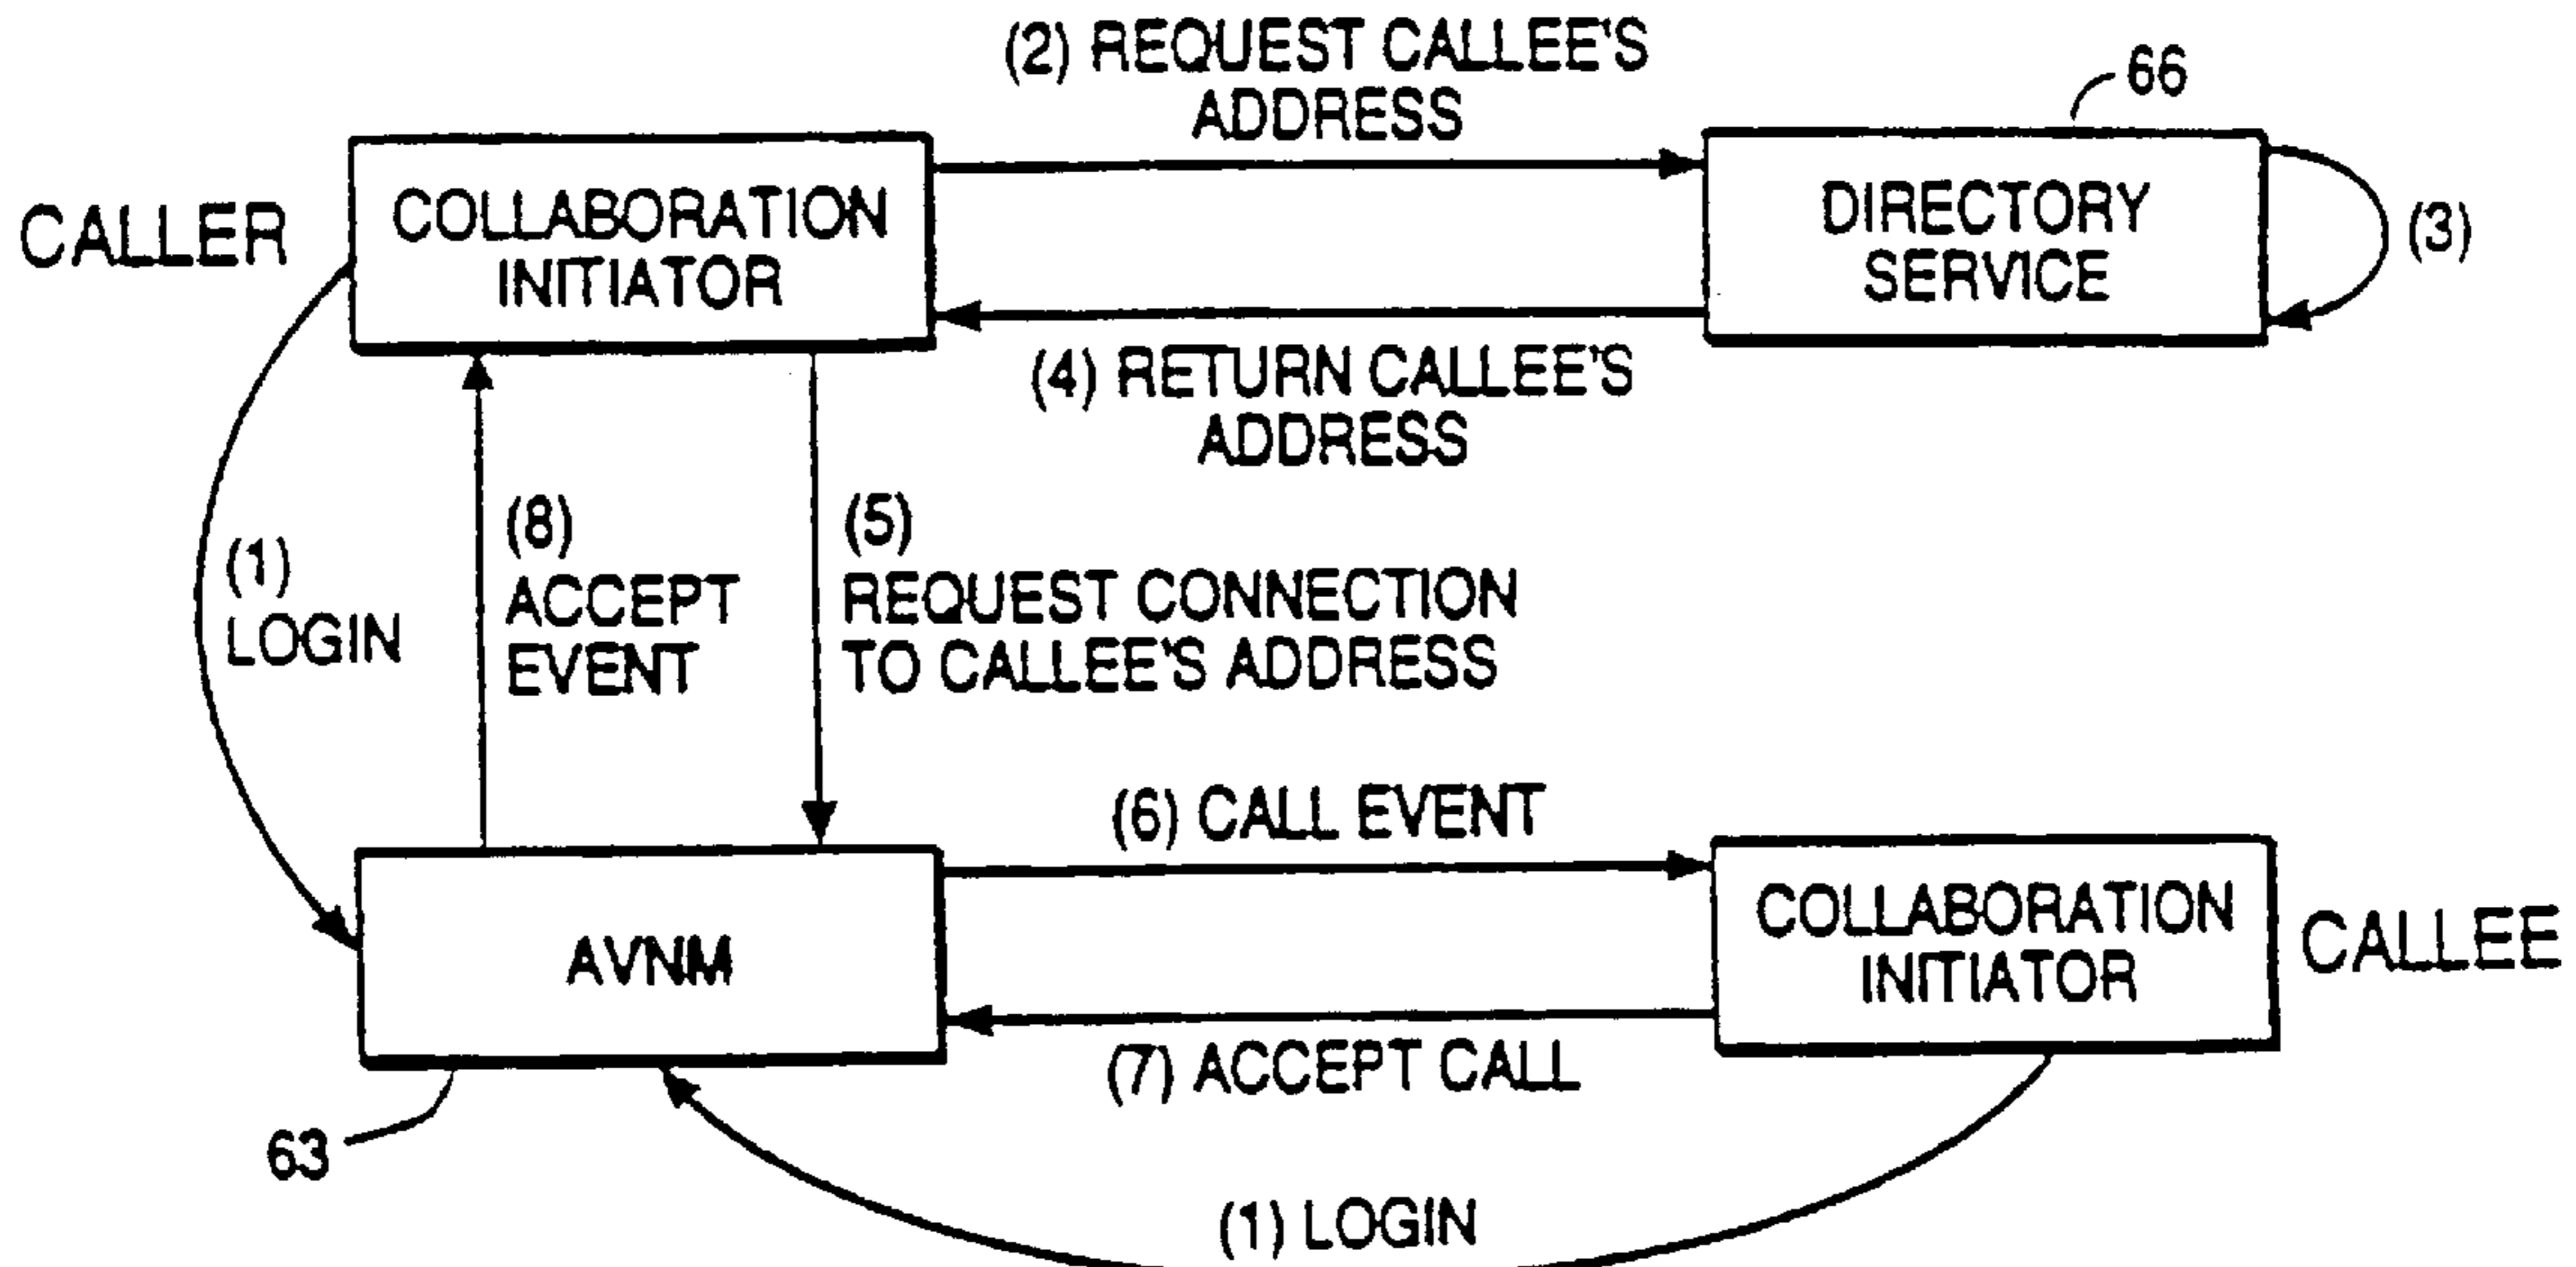 (2) REQUEST CALLEE'S
ADDRESS
66
CALLER
COLLABORATION
INITIATOR
DIRECTORY
SERVICE
(3)
(4) RETURN CALLEE'S
ADDRESS
(1)
LOGIN
(8)
ACCEPT
EVENT
(5)
REQUEST CONNECTION
TO CALLEE'S ADDRESS
(6) CALL EVENT
AVNM
COLLABORATION
INITIATOR
CALLEE
(7) ACCEPT CALL
63
(1) LOGIN